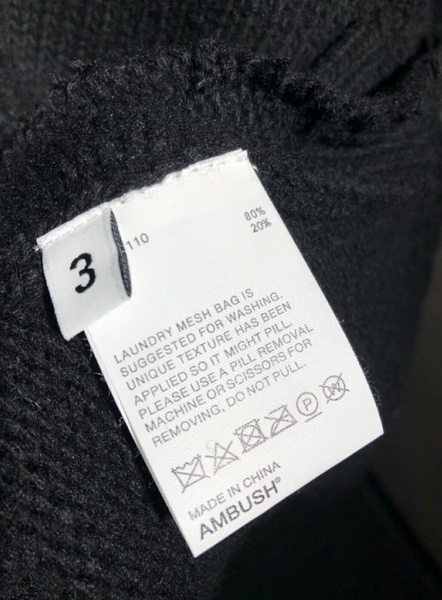 3
110
80%
20%
LAUNDRY MESH BAG IS
SUGGESTED FOR WASHING.
UNIQUE TEXTURE HAS BEEN
APPLIED SO IT MIGHT PILL.
PLEASE USE A PILL REMOVAL
MACHINE OR SCISSORS FOR
REMOVING, DO NOT PULL.
P
MADE IN CHINA
AMBUSH®